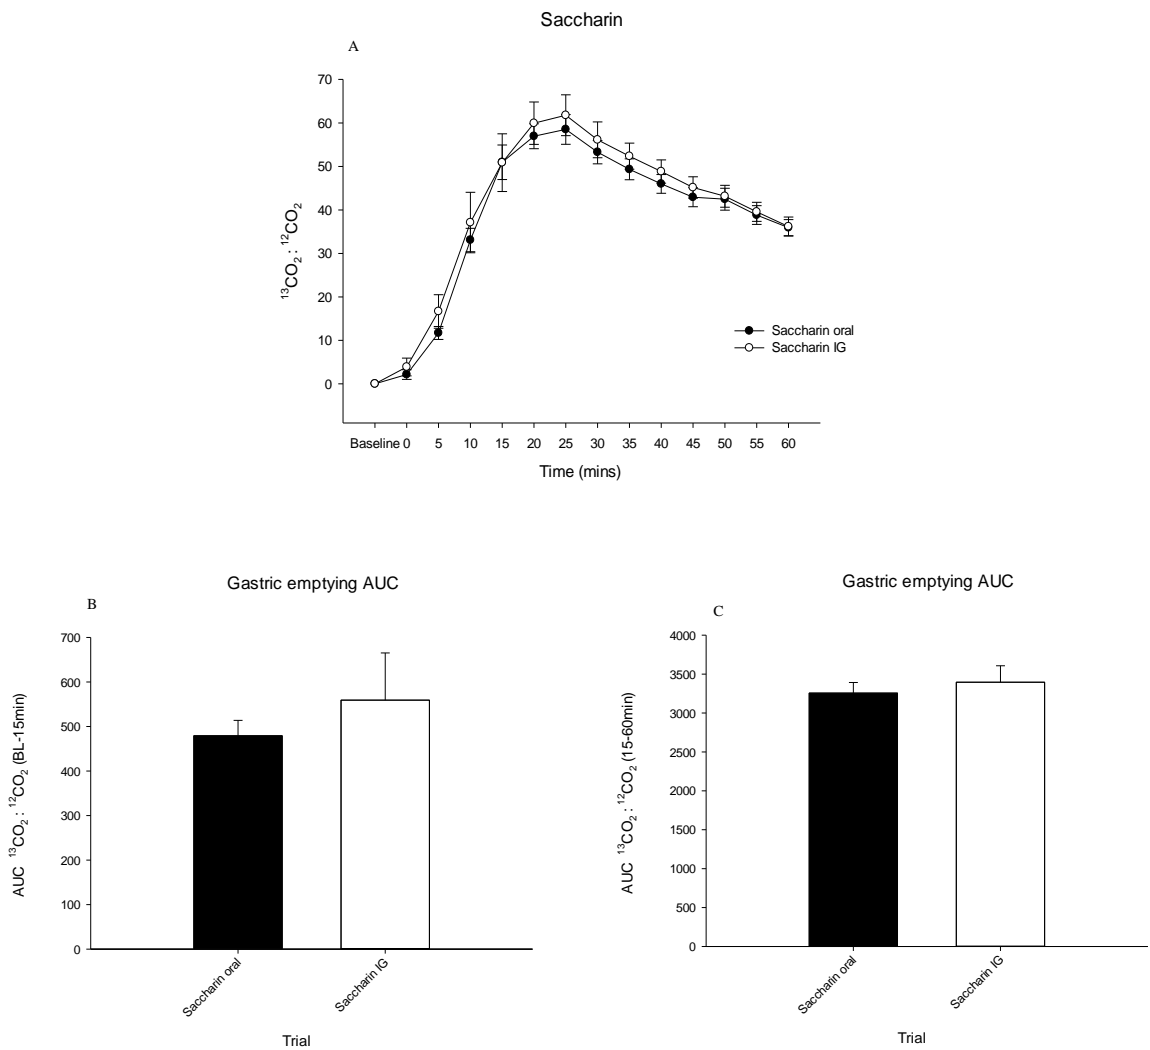 Saccharin
A
70
60
50
40
30
20
10
0
¹³CO₂ : ¹²CO₂
Saccharin oral
Saccharin IG
Baseline 0 5 10 15 20 25 30 35 40 45 50 55 60
Time (mins)
Gastric emptying AUC
B
700
600
500
400
300
200
100
0
AUC ¹³CO₂ : ¹²CO₂ (BL-15min)
Saccharin oral
Saccharin IG
Trial
Gastric emptying AUC
C
4000
3500
3000
2500
2000
1500
1000
500
0
AUC ¹³CO₂ : ¹²CO₂ (15-60min)
Saccharin oral
Saccharin IG
Trial